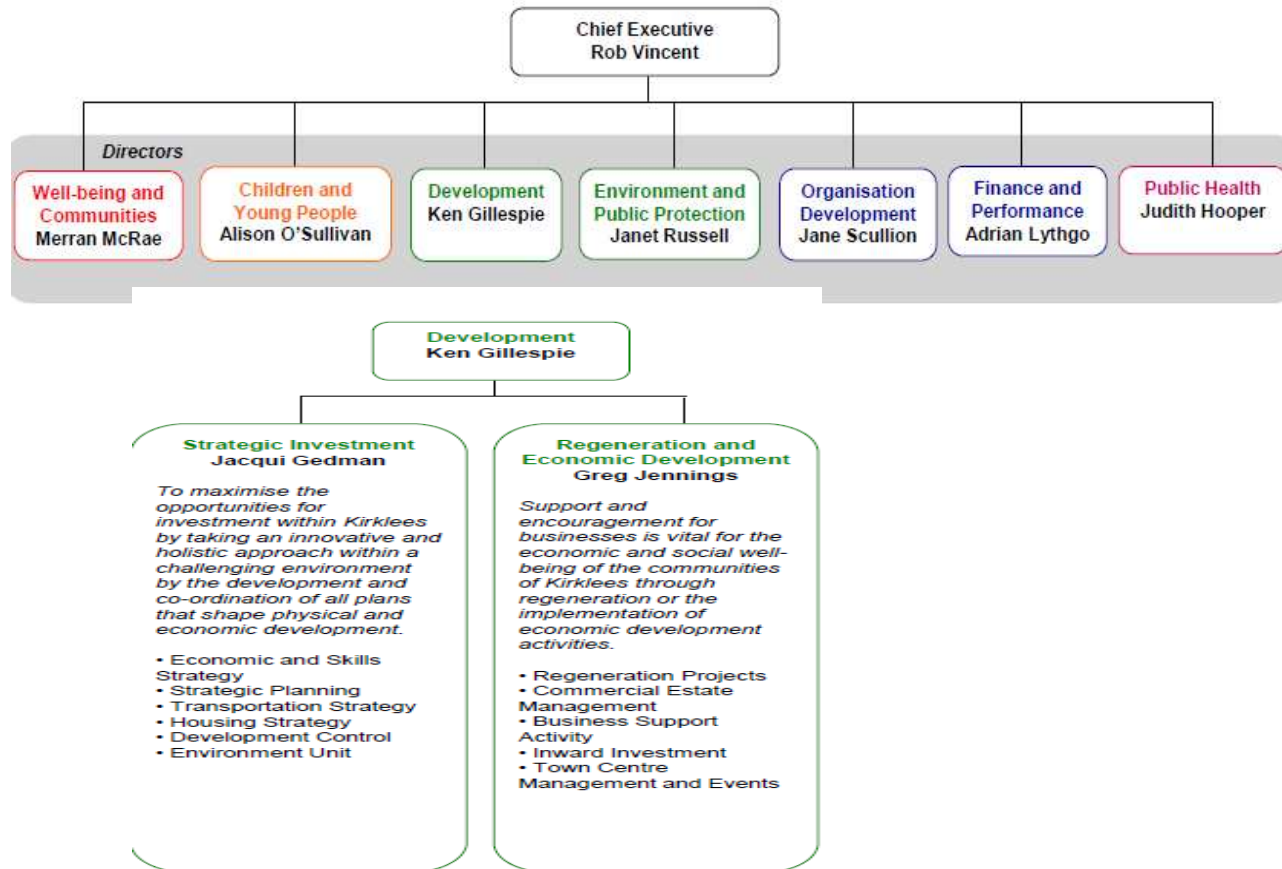 Chief Executive
Rob Vincent
Directors
Well-being and
Communities
Merran McRae
Children and
Young People
Alison O'Sullivan
Development
Ken Gillespie
Environment and
Public Protection
Janet Russell
Organisation
Development
Jane Scullion
Finance and
Performance
Adrian Lythgo
Public Health
Judith Hooper
Development
Ken Gillespie
Strategic Investment
Jacqui Gedman
To maximise the
opportunities for
investment within Kirklees
by taking an innovative and
holistic approach within a
challenging environment
by the development and
co-ordination of all plans
that shape physical and
economic development.
• Economic and Skills
Strategy
• Strategic Planning
• Transportation Strategy
• Housing Strategy
• Development Control
• Environment Unit
Regeneration and
Economic Development
Greg Jennings
Support and
encouragement for
businesses is vital for the
economic and social well-
being of the communities
of Kirklees through
regeneration or the
implementation of
economic development
activities.
• Regeneration Projects
• Commercial Estate
Management
• Business Support
Activity
• Inward Investment
• Town Centre
Management and Events